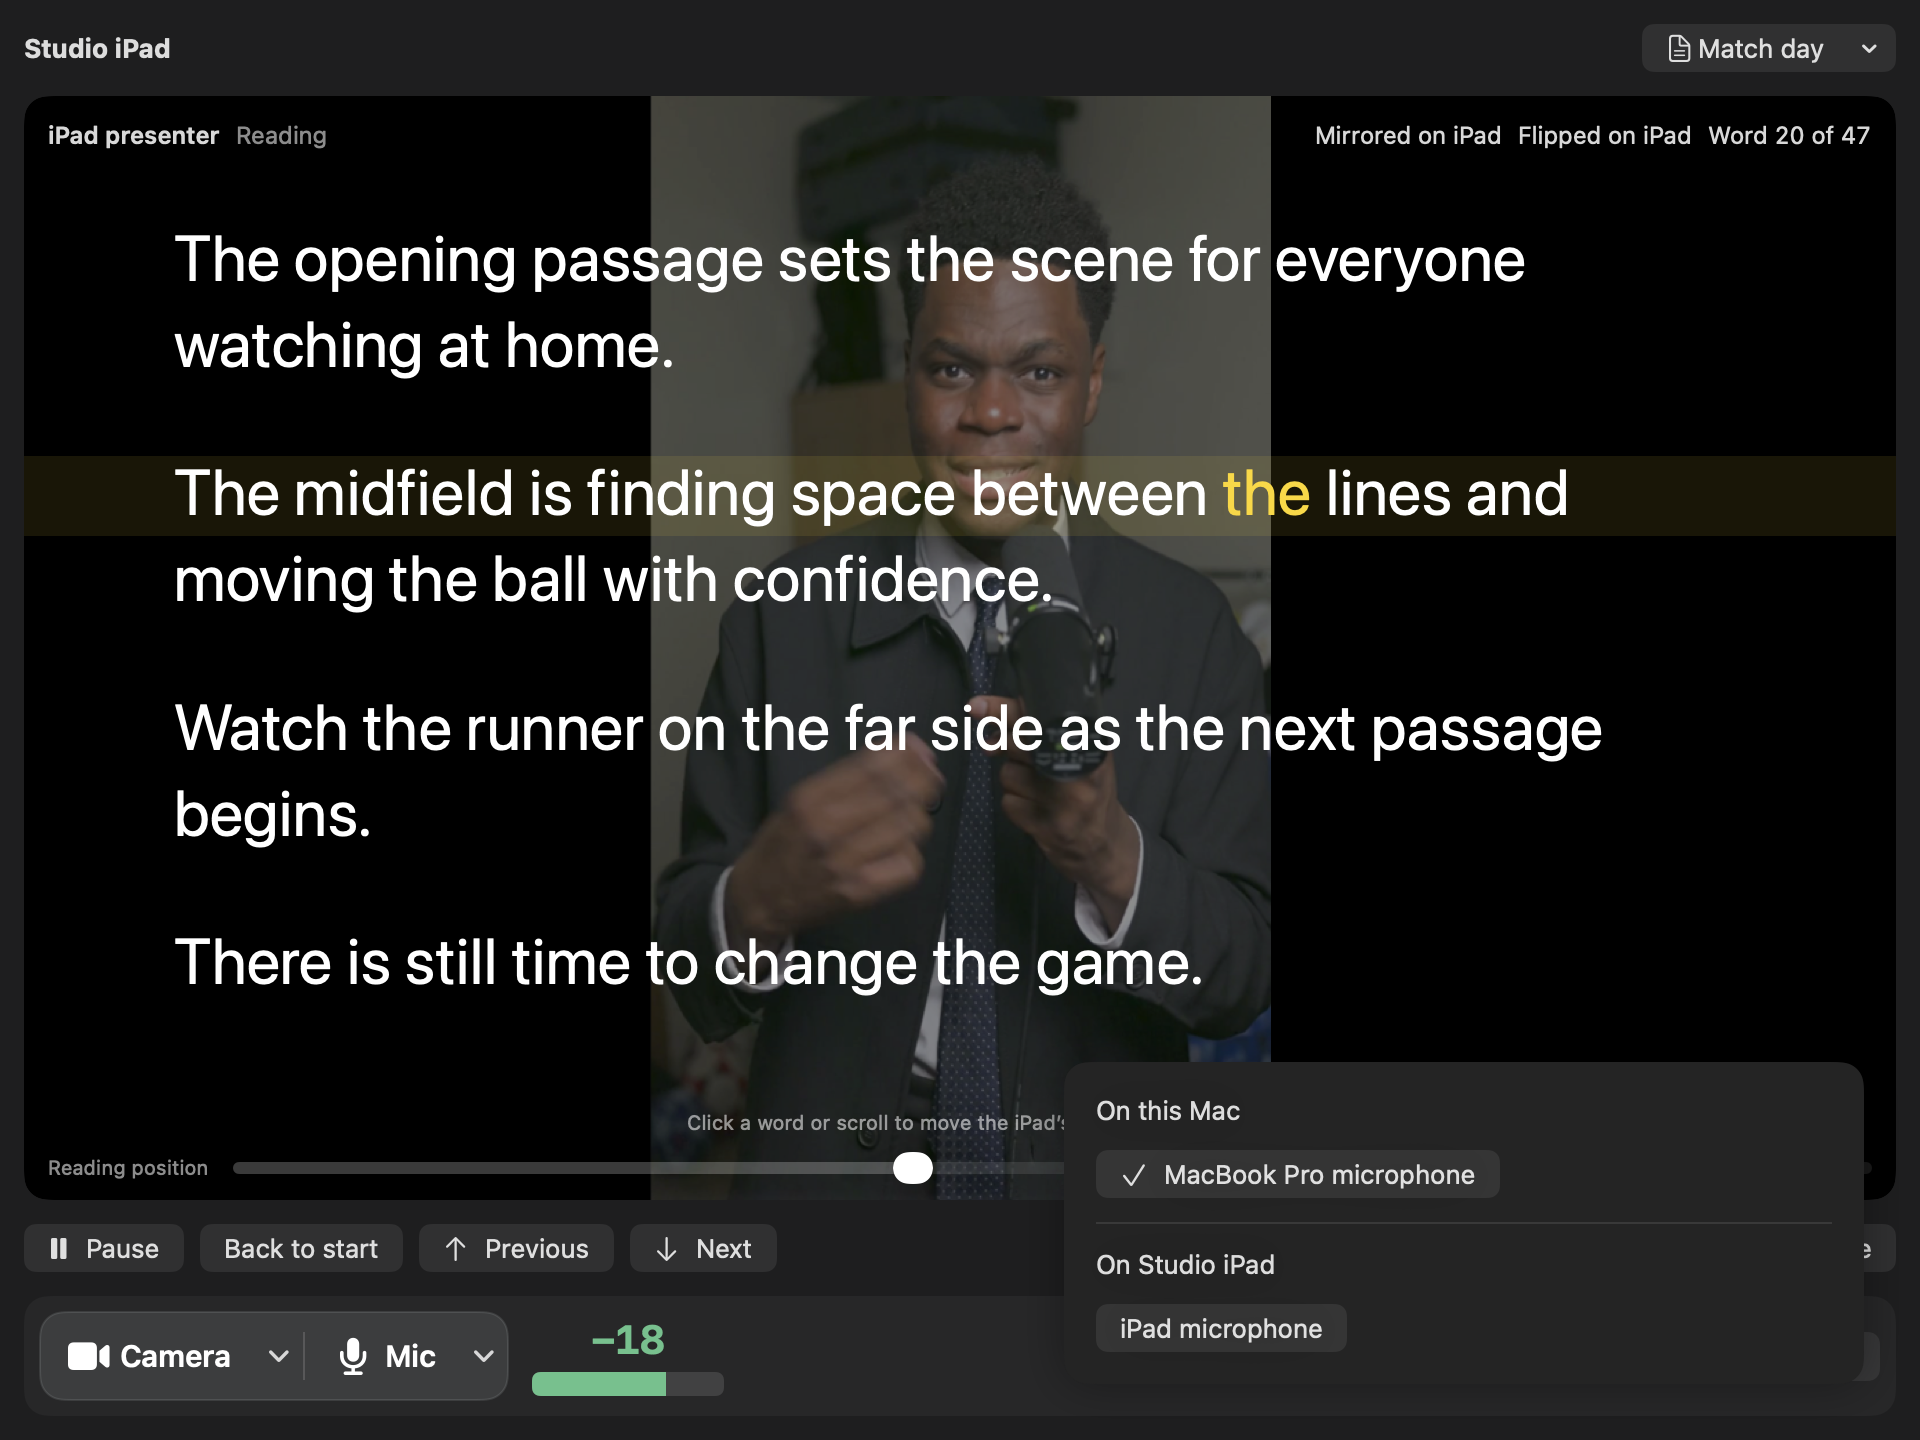 Studio iPad
Match day
iPad presenter Reading
Mirrored on iPad Flipped on iPad Word 20 of 47
The opening passage sets the scene for everyone
watching at home.
The midfield is finding space between the lines and
moving the ball with confidence.
Watch the runner on the far side as the next passage
begins.
There is still time to change the game.
Click a word or scroll to move the iPad's
Reading position
On this Mac
MacBook Pro microphone
On Studio iPad
iPad microphone
Pause
Back to start
Previous
Next
Camera
Mic
–18